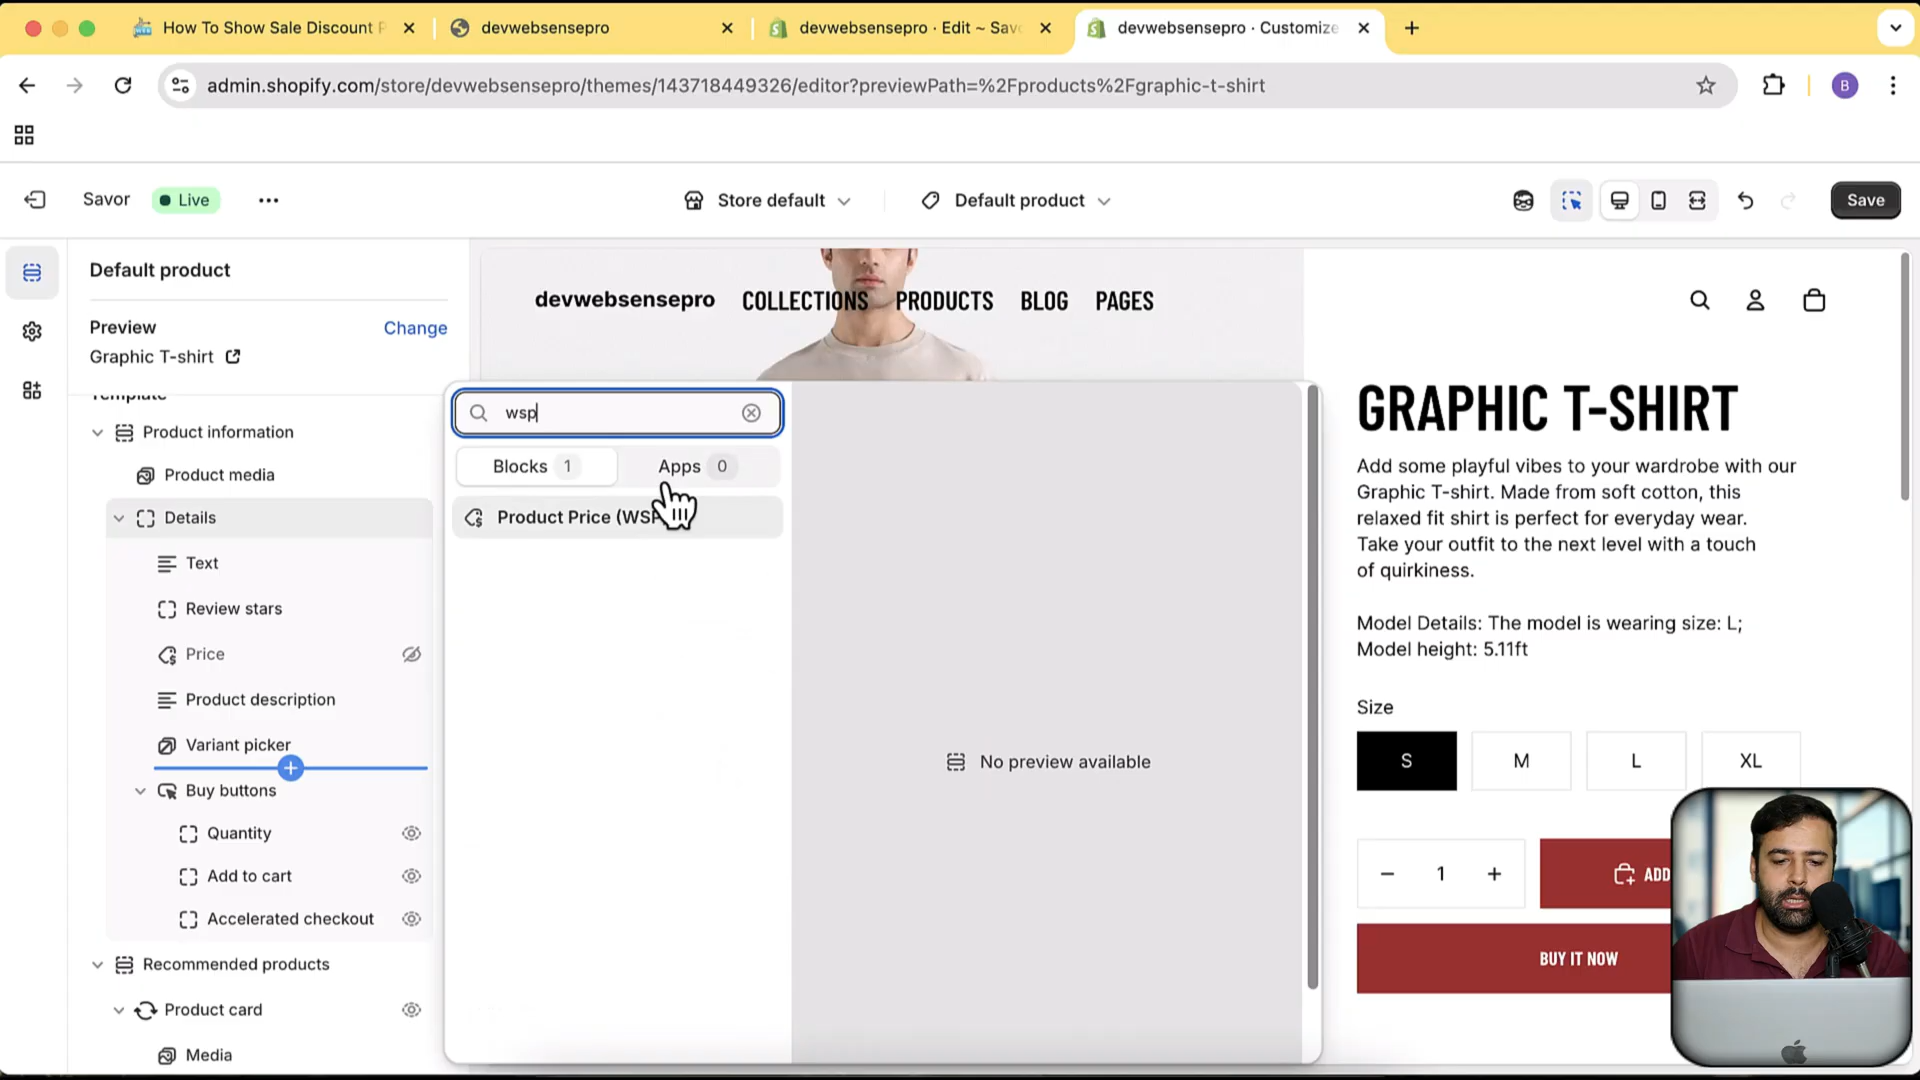 How To Show Sale Discount P
devwebsensepro
devwebsensepro · Edit ~ Savo
devwebsensepro · Customize
admin.shopify.com/store/devwebsensepro/themes/143718449326/editor?previewPath=%2Fproducts%2Fgraphic-t-shirt
B
Savor
Live
Store default
Default product
Save
Default product
Preview
Change
Graphic T-shirt
Template
Product information
Product media
Details
Text
Review stars
Price
Product description
Variant picker
Buy buttons
Quantity
Add to cart
Accelerated checkout
Recommended products
Product card
Media
wsp
Blocks 1
Apps 0
Product Price (WSP
No preview available
devwebsensepro
COLLECTIONS
PRODUCTS
BLOG
PAGES
GRAPHIC T-SHIRT
Add some playful vibes to your wardrobe with our
Graphic T-shirt. Made from soft cotton, this
relaxed fit shirt is perfect for everyday wear.
Take your outfit to the next level with a touch
of quirkiness.
Model Details: The model is wearing size: L;
Model height: 5.11ft
Size
S
M
L
XL
1
ADD
BUY IT NOW